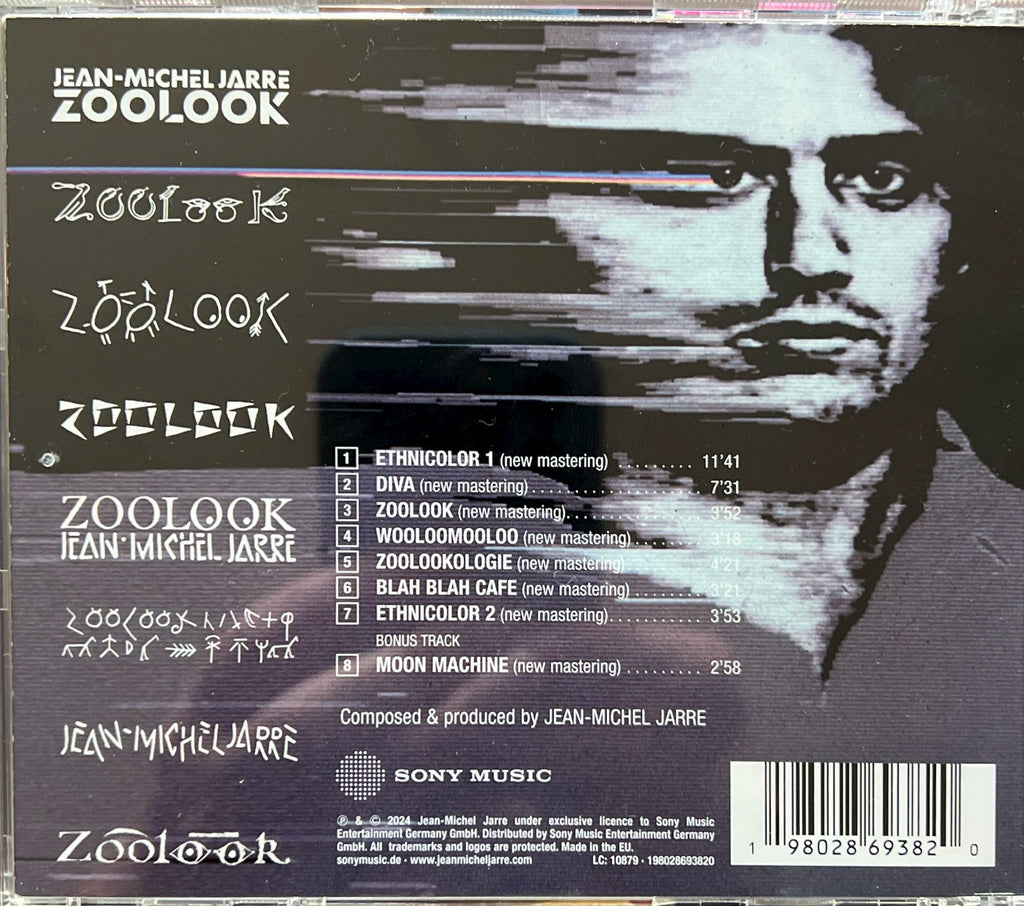 JEAN-MICHEL JARRE
ZOOLOOK
ZOOLOOK
ZOOLOOK
ZOOLOOK
ZOOLOOK
JEAN-MICHEL JARRE
ZOOLOOK
JEAN-MICHEL JARRE
Zoolook
1 ETHNICOLOR 1 (new mastering) ......... 11'41
2 DIVA (new mastering) .................... 7'31
3 ZOOLOOK (new mastering) ............... 3'52
4 WOOLOOMOOLOO (new mastering) ....... 3'18
5 ZOOLOOKOLOGIE (new mastering) ........ 4'21
6 BLAH BLAH CAFE (new mastering) ........ 3'21
7 ETHNICOLOR 2 (new mastering) .......... 3'53
BONUS TRACK
8 MOON MACHINE (new mastering) ......... 2'58
Composed & produced by JEAN-MICHEL JARRE
SONY MUSIC
℗ & © 2024 Jean-Michel Jarre under exclusive licence to Sony Music
Entertainment Germany GmbH. Distributed by Sony Music Entertainment Germany
GmbH. All trademarks and logos are protected. Made in the EU.
sonymusic.de · www.jeanmicheljarre.com LC: 10879 · 198028693820
1 98028 69382 0